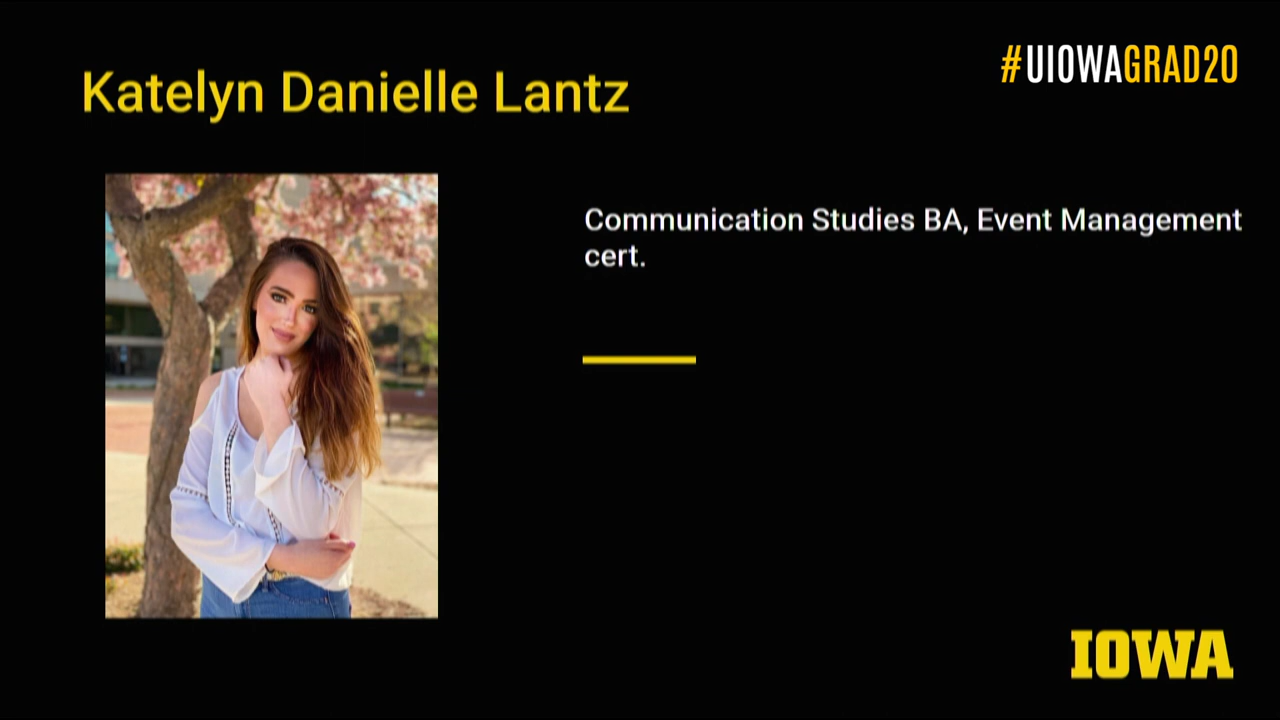 #UIOWAGRAD20
Katelyn Danielle Lantz
Communication Studies BA, Event Management
cert.
IOWA